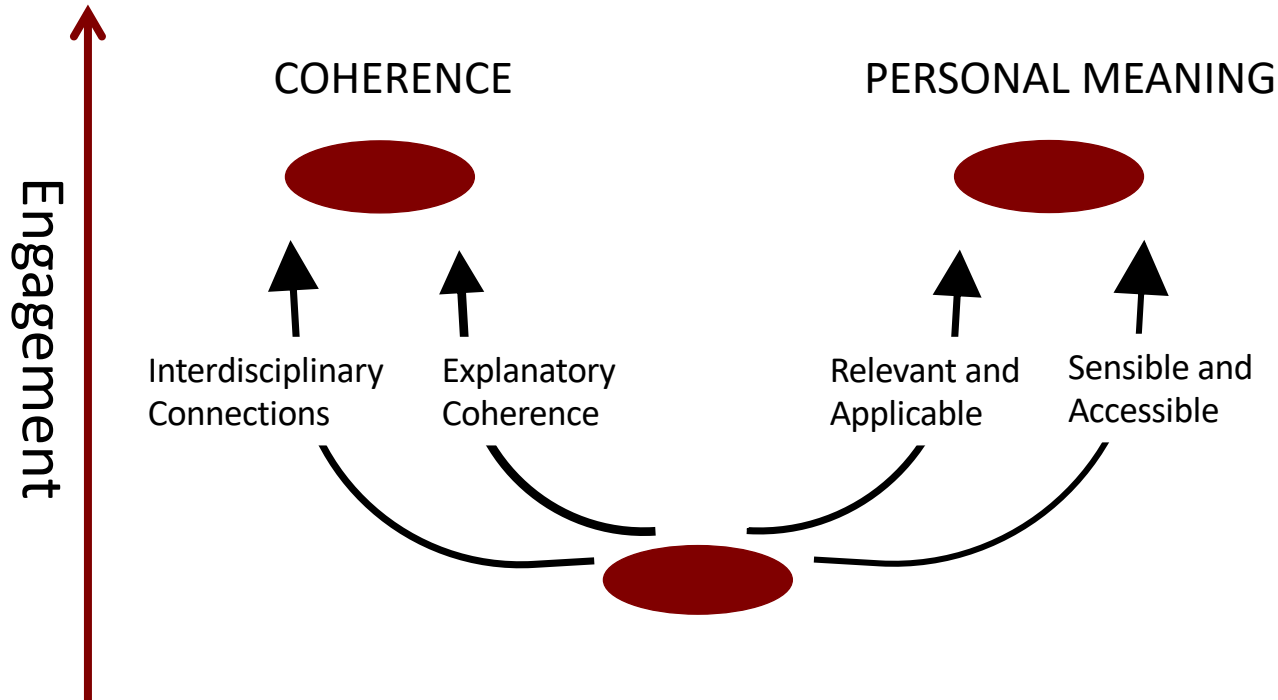 COHERENCE
PERSONAL MEANING
Engagement
Interdisciplinary
Connections
Explanatory
Coherence
Relevant and
Applicable
Sensible and
Accessible